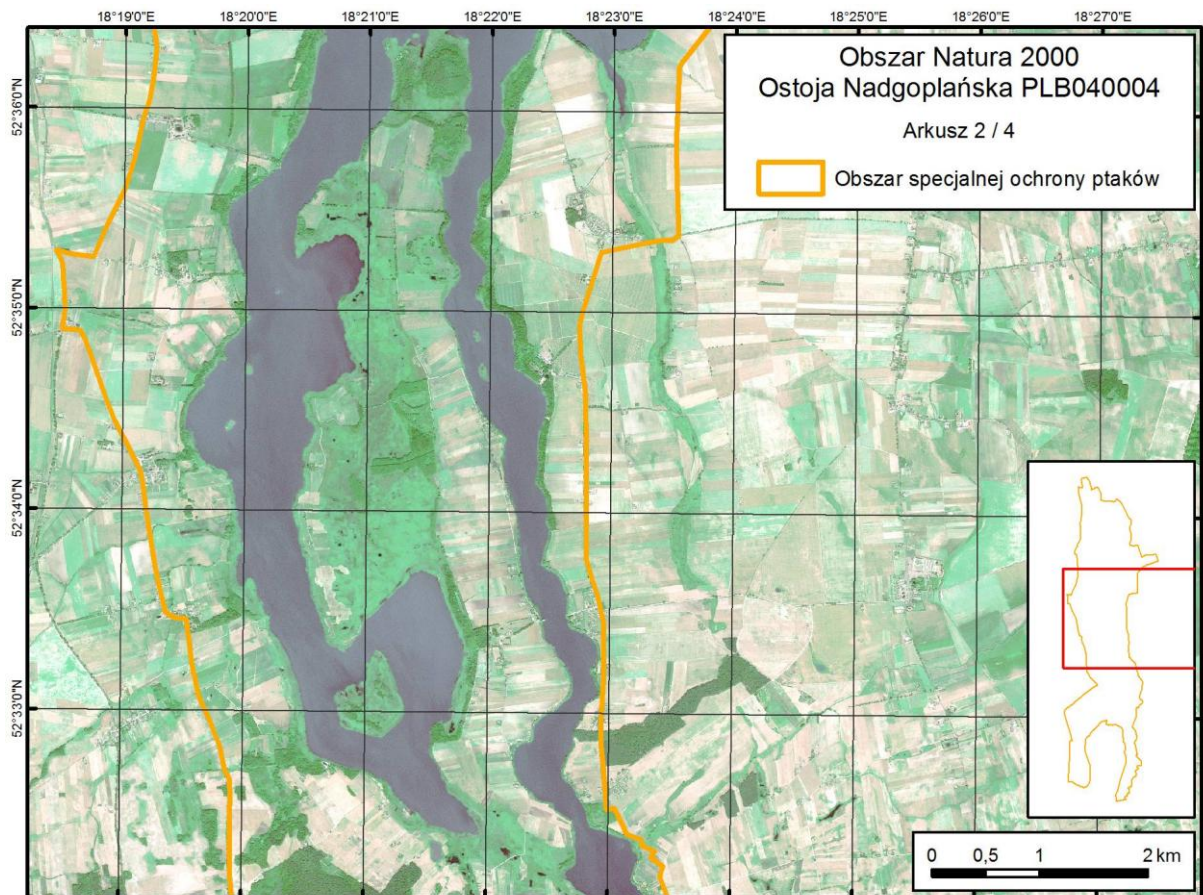 18°19'0"E 18°20'0"E 18°21'0"E 18°22'0"E 18°23'0"E 18°24'0"E 18°25'0"E 18°26'0"E 18°27'0"E
Obszar Natura 2000
Ostoja Nadgoplańska PLB040004
Arkusz 2 / 4
Obszar specjalnej ochrony ptaków
52°36'0"N
52°35'0"N
52°34'0"N
52°33'0"N
0 0,5 1 2 km